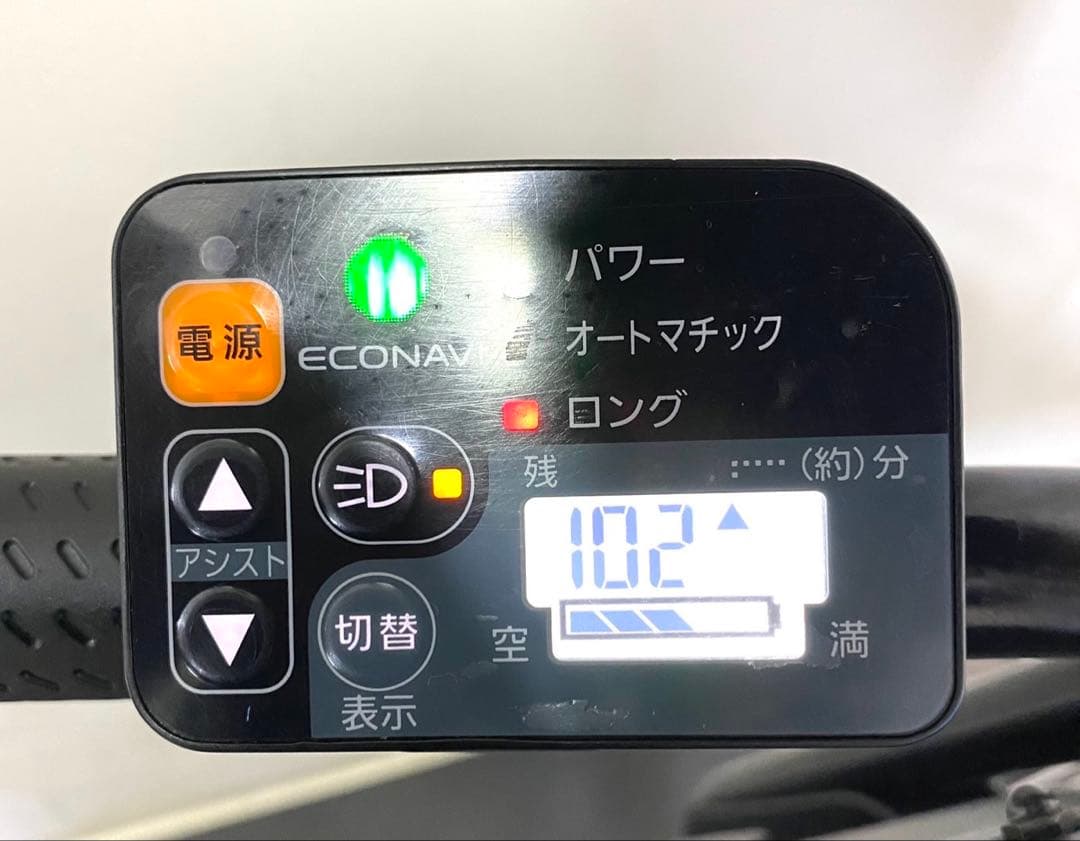 パワー
電源
ECONAVI
オートマチック
ロング
残
(約)分
102
アシスト
切替
空
満
表示